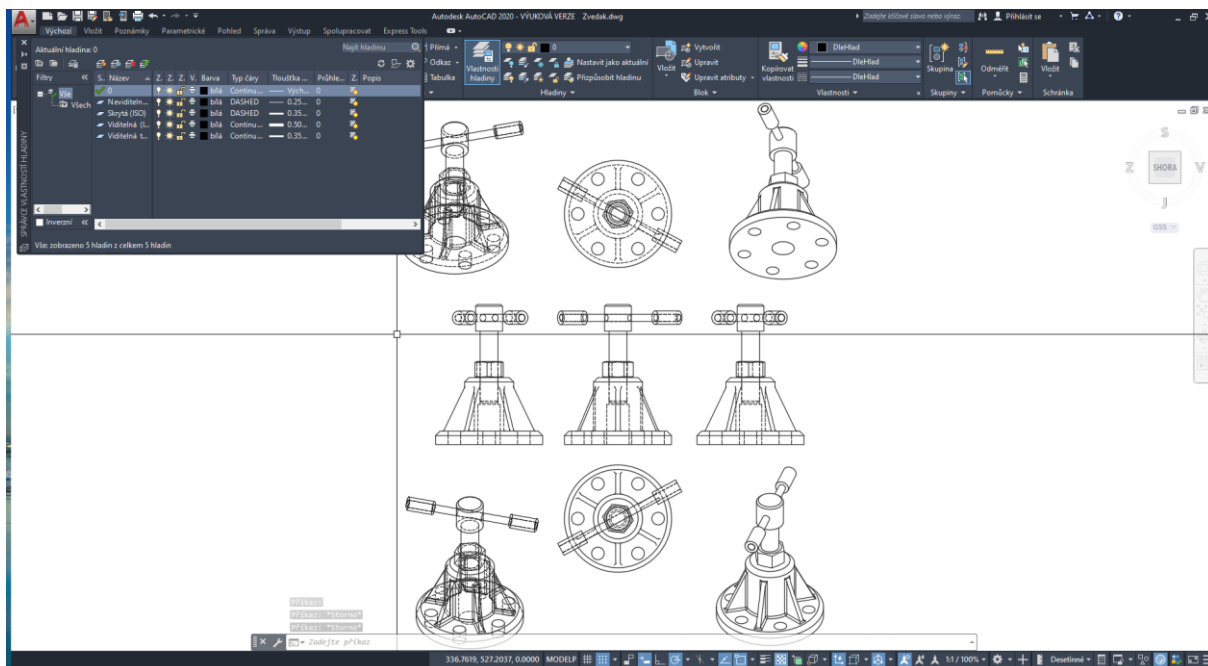 Autodesk AutoCAD 2020 - VÝUKOVÁ VERZE Zvedak.dwg
Zadejte klíčové slovo nebo výraz.
Přihlásit se
Výchozí Vložit Poznámky Parametrické Pohled Správa Výstup Spolupracovat Express Tools
Aktuální hladina: 0
Najít hladinu
Filtry
Vše
Všech
S.. Název Z. Z. Z. V. Barva Typ čáry Tloušťka ... Průhle... Z. Popis
0 bílá Continu... Vých... 0
Neviditeln... bílá DASHED 0.25... 0
Skrytá (ISO) bílá DASHED 0.35... 0
Viditelná (I... bílá Continu... 0.50... 0
Viditelná t... bílá Continu... 0.35... 0
Inverzní
Vše: zobrazeno 5 hladin z celkem 5 hladin
SPRÁVCE VLASTNOSTÍ HLADINY
Přímá
Odkaz
Tabulka
Vlastnosti hladiny
0
Nastavit jako aktuální
Přizpůsobit hladinu
Hladiny
Vložit
Vytvořit
Upravit
Upravit atributy
Blok
Kopírovat vlastnosti
DleHlad
DleHlad
DleHlad
Vlastnosti
Skupina
Skupiny
Odměřit
Pomůcky
Vložit
Schránka
S
Z SHORA V
J
GSS
Příkaz:
Příkaz: *Storno*
Příkaz: *Storno*
Zadejte příkaz
336.7619, 527.2037, 0.0000 MODELP 1:1 / 100% Desetinné